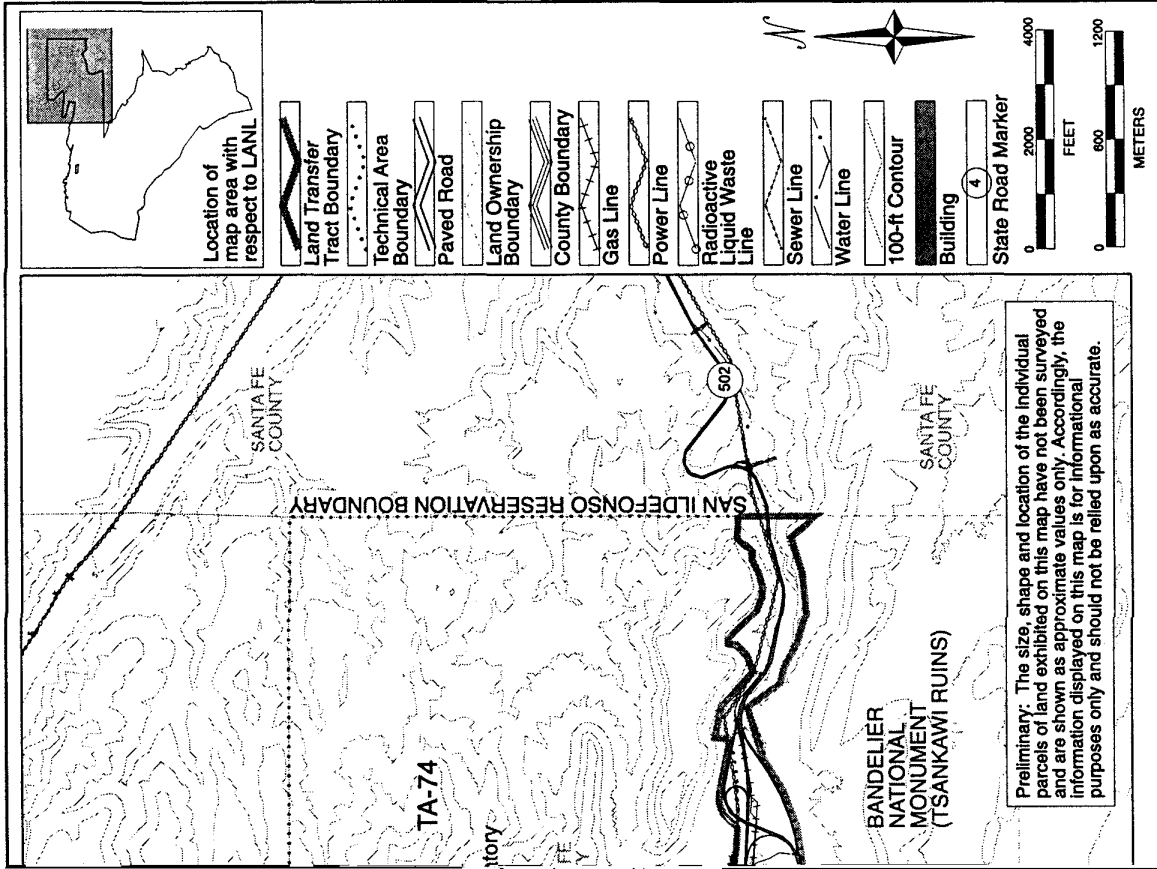 Location of
map area with
respect to LANL
Land Transfer
Tract Boundary
Technical Area
Boundary
Paved Road
Land Ownership
Boundary
County Boundary
Gas Line
Power Line
Radioactive
Liquid Waste
Line
Sewer Line
Water Line
100-ft Contour
Building
4
State Road Marker
N
0 2000 4000
FEET
0 600 1200
METERS
SANTA FE
COUNTY
SAN ILDEFONSO RESERVATION BOUNDARY
502
SANTA FE
COUNTY
TA-74
BANDELIER
NATIONAL
MONUMENT
(TSANKAWI RUINS)
Preliminary: The size, shape and location of the individual
parcels of land exhibited on this map have not been surveyed
and are shown as approximate values only. Accordingly, the
information displayed on this map is for informational
purposes only and should not be relied upon as accurate.